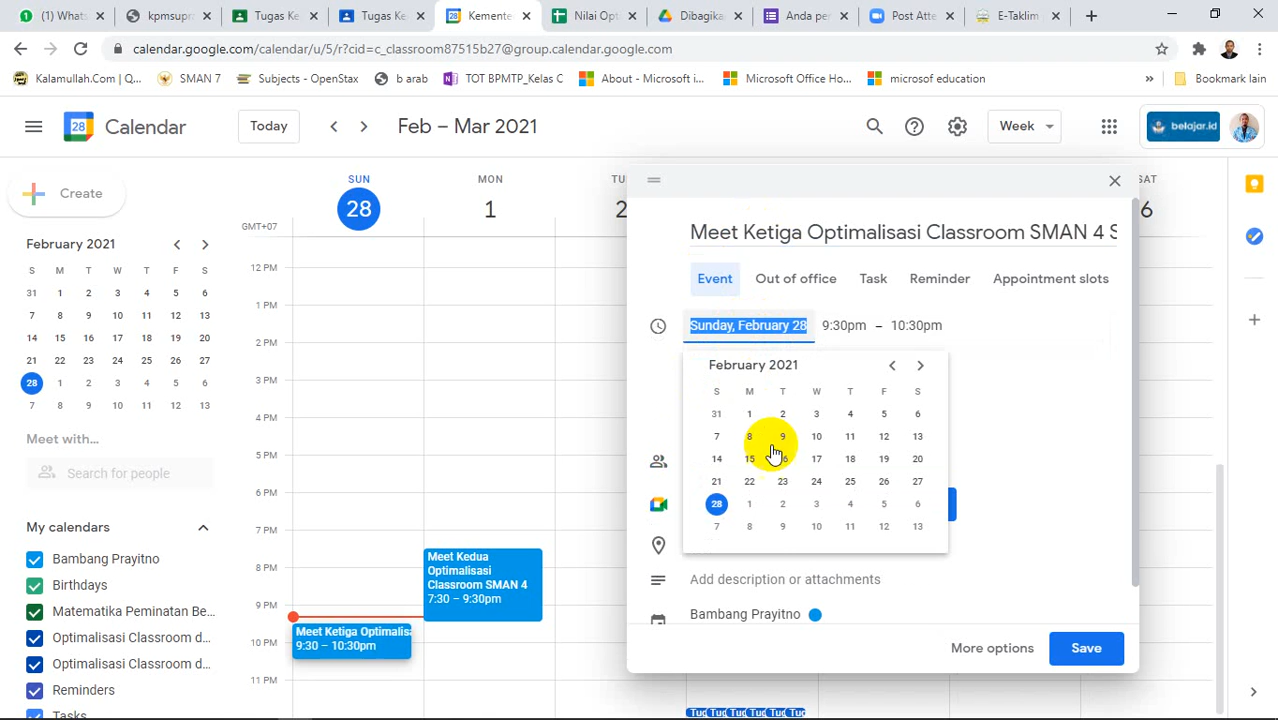 (Whats
kpmsupra
Tugas Ke
Tugas Ke
Kemente
Nilai Opt
Dibagika
Anda per
Post Atte
E-Taklim
calendar.google.com/calendar/u/5/r?cid=c_classroom87515b27@group.calendar.google.com
Kalamullah.Com | Q...
SMAN 7
Subjects - OpenStax
b arab
TOT BPMTP_Kelas C
About - Microsoft i...
Microsoft Office Ho...
microsof education
»
Bookmark lain
28
Calendar
Today
Feb – Mar 2021
Week
belajar.id
Create
February 2021
S M T W T F S
31 1 2 3 4 5 6
7 8 9 10 11 12 13
14 15 16 17 18 19 20
21 22 23 24 25 26 27
28 1 2 3 4 5 6
7 8 9 10 11 12 13
Meet with...
Search for people
My calendars
Bambang Prayitno
Birthdays
Matematika Peminatan Be...
Optimalisasi Classroom d...
Optimalisasi Classroom d...
Reminders
Tasks
SUN MON TU SAT
28 1 2 6
GMT+07
12 PM
1 PM
2 PM
3 PM
4 PM
5 PM
6 PM
7 PM
8 PM
9 PM
10 PM
11 PM
Meet Kedua
Optimalisasi
Classroom SMAN 4
7:30 – 9:30pm
Meet Ketiga Optimalisa
9:30 – 10:30pm
Tug Tug Tug Tug Tug Tug
Meet Ketiga Optimalisasi Classroom SMAN 4 S
Event
Out of office
Task
Reminder
Appointment slots
Sunday, February 28 9:30pm – 10:30pm
February 2021
S M T W T F S
31 1 2 3 4 5 6
7 8 9 10 11 12 13
14 15 16 17 18 19 20
21 22 23 24 25 26 27
28 1 2 3 4 5 6
7 8 9 10 11 12 13
Add description or attachments
Bambang Prayitno
More options
Save